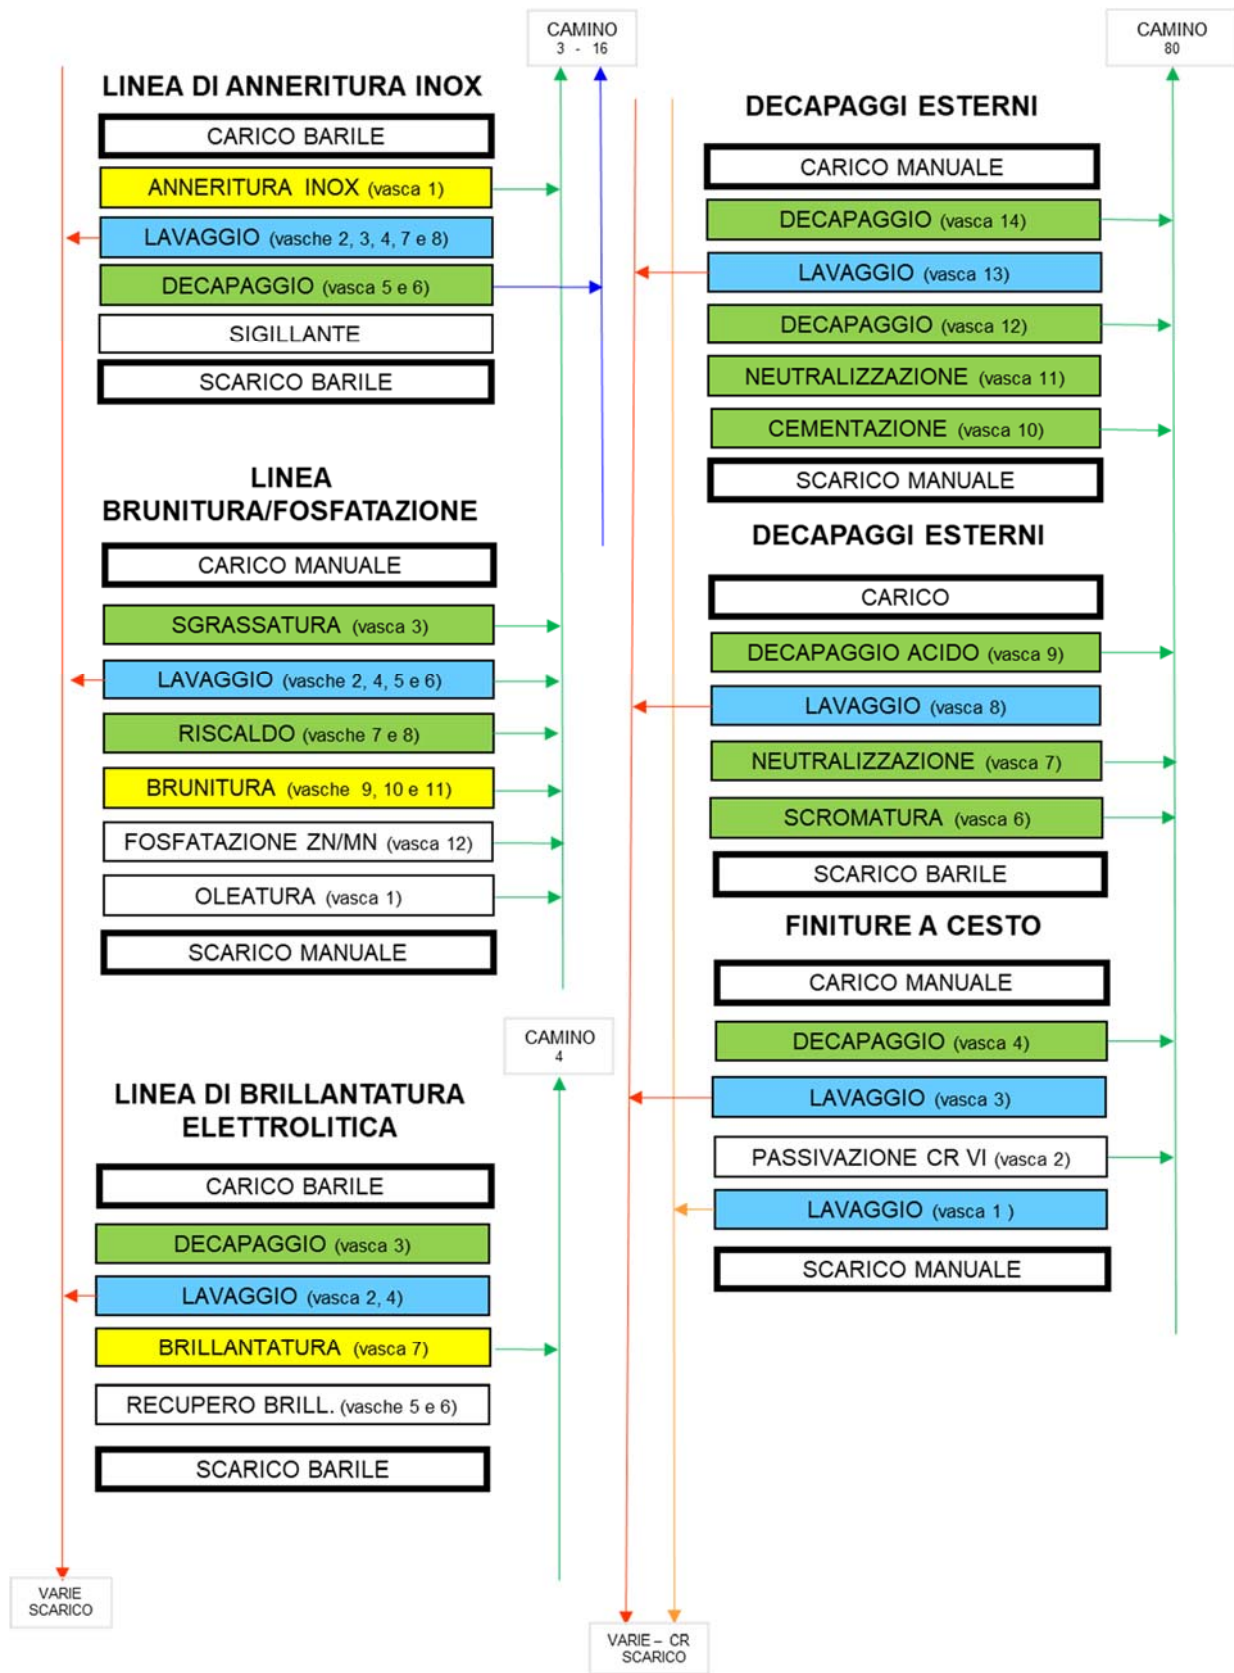 CAMINO
3 - 16
LINEA DI ANNERITURA INOX
CARICO BARILE
ANNERITURA INOX (vasca 1)
LAVAGGIO (vasche 2, 3, 4, 7 e 8)
DECAPAGGIO (vasca 5 e 6)
SIGILLANTE
SCARICO BARILE
LINEA
BRUNITURA/FOSFATAZIONE
CARICO MANUALE
SGRASSATURA (vasca 3)
LAVAGGIO (vasche 2, 4, 5 e 6)
RISCALDO (vasche 7 e 8)
BRUNITURA (vasche 9, 10 e 11)
FOSFATAZIONE ZN/MN (vasca 12)
OLEATURA (vasca 1)
SCARICO MANUALE
CAMINO
4
LINEA DI BRILLANTATURA
ELETTROLITICA
CARICO BARILE
DECAPAGGIO (vasca 3)
LAVAGGIO (vasca 2, 4)
BRILLANTATURA (vasca 7)
RECUPERO BRILL. (vasche 5 e 6)
SCARICO BARILE
VARIE
SCARICO
CAMINO
80
DECAPAGGI ESTERNI
CARICO MANUALE
DECAPAGGIO (vasca 14)
LAVAGGIO (vasca 13)
DECAPAGGIO (vasca 12)
NEUTRALIZZAZIONE (vasca 11)
CEMENTAZIONE (vasca 10)
SCARICO MANUALE
DECAPAGGI ESTERNI
CARICO
DECAPAGGIO ACIDO (vasca 9)
LAVAGGIO (vasca 8)
NEUTRALIZZAZIONE (vasca 7)
SCROMATURA (vasca 6)
SCARICO BARILE
FINITURE A CESTO
CARICO MANUALE
DECAPAGGIO (vasca 4)
LAVAGGIO (vasca 3)
PASSIVAZIONE CR VI (vasca 2)
LAVAGGIO (vasca 1 )
SCARICO MANUALE
VARIE – CR
SCARICO